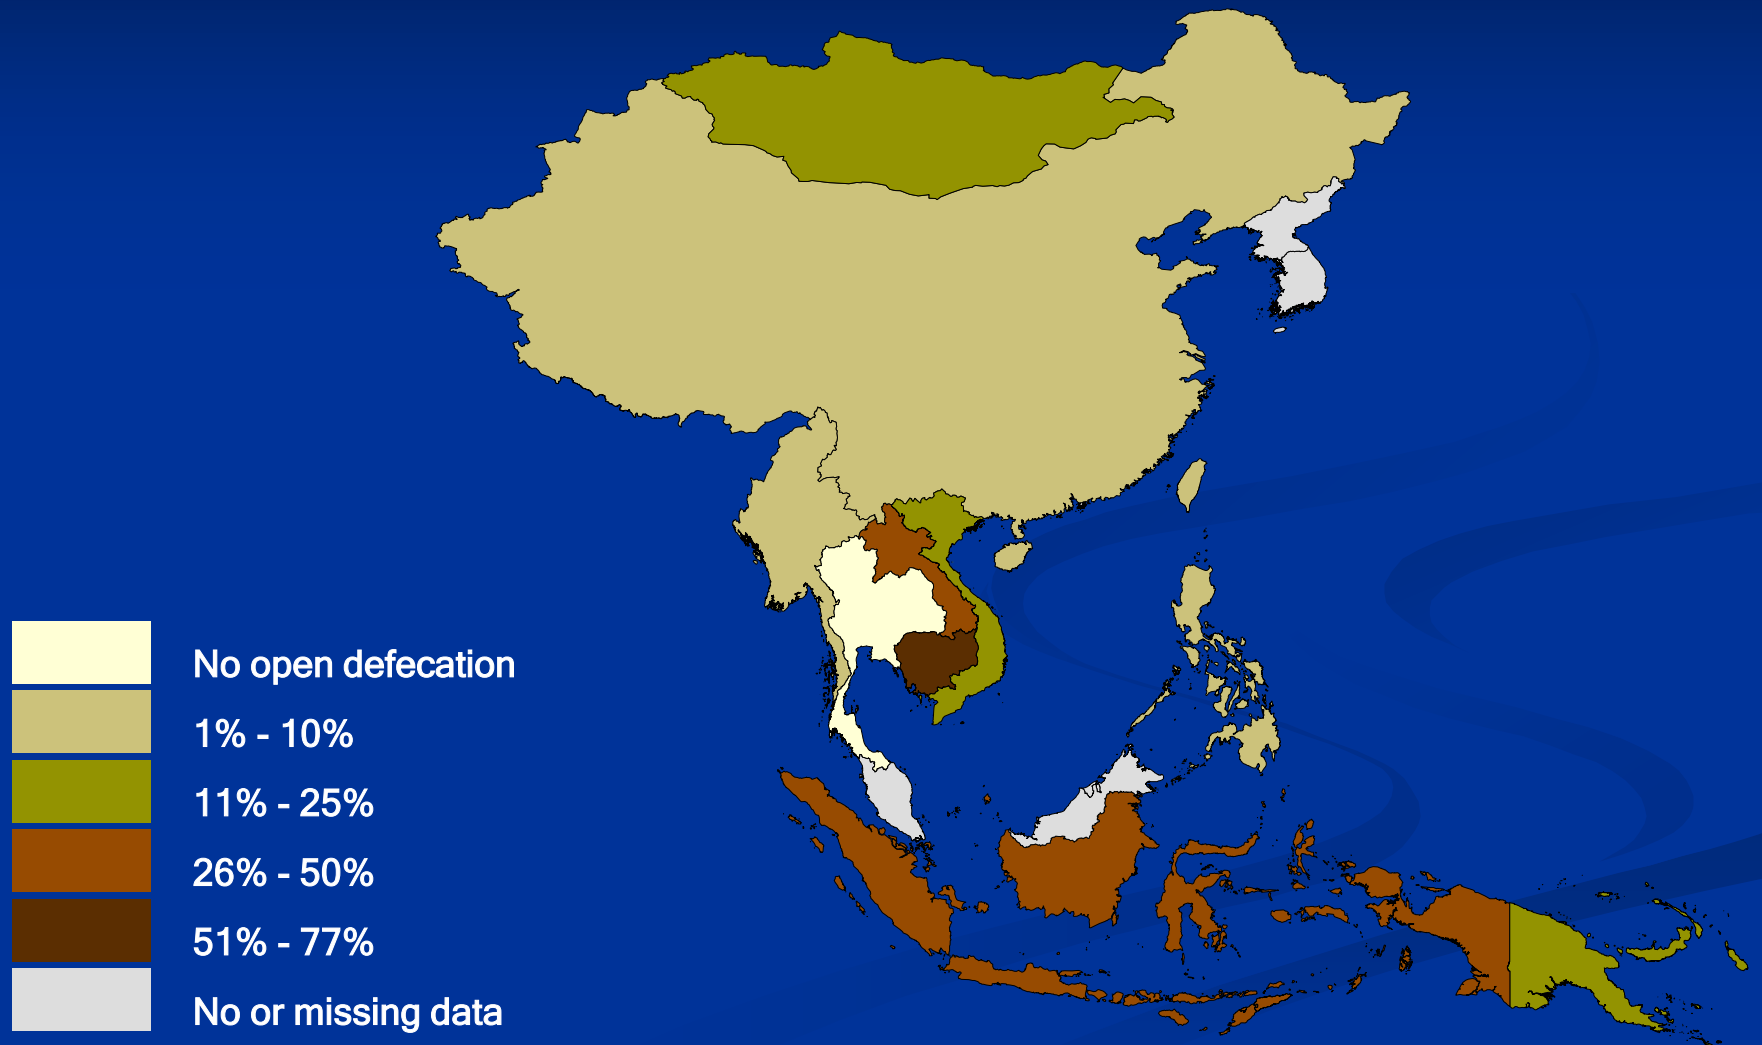 No open defecation
1% - 10%
11% - 25%
26% - 50%
51% - 77%
No or missing data